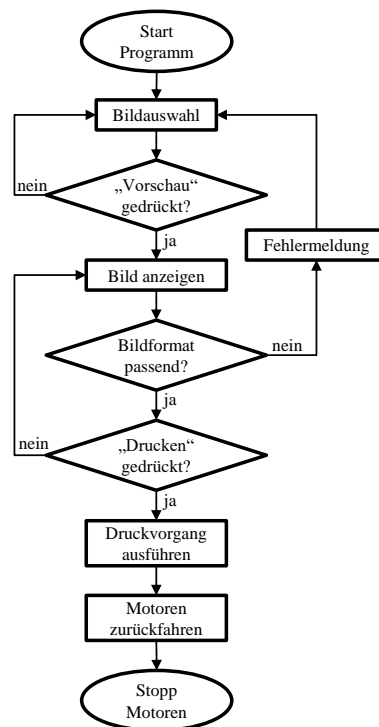 Start
Programm
Bildauswahl
nein
„Vorschau“
gedrückt?
ja
Fehlermeldung
Bild anzeigen
Bildformat
passend?
nein
ja
nein
„Drucken“
gedrückt?
ja
Druckvorgang
ausführen
Motoren
zurückfahren
Stopp
Motoren